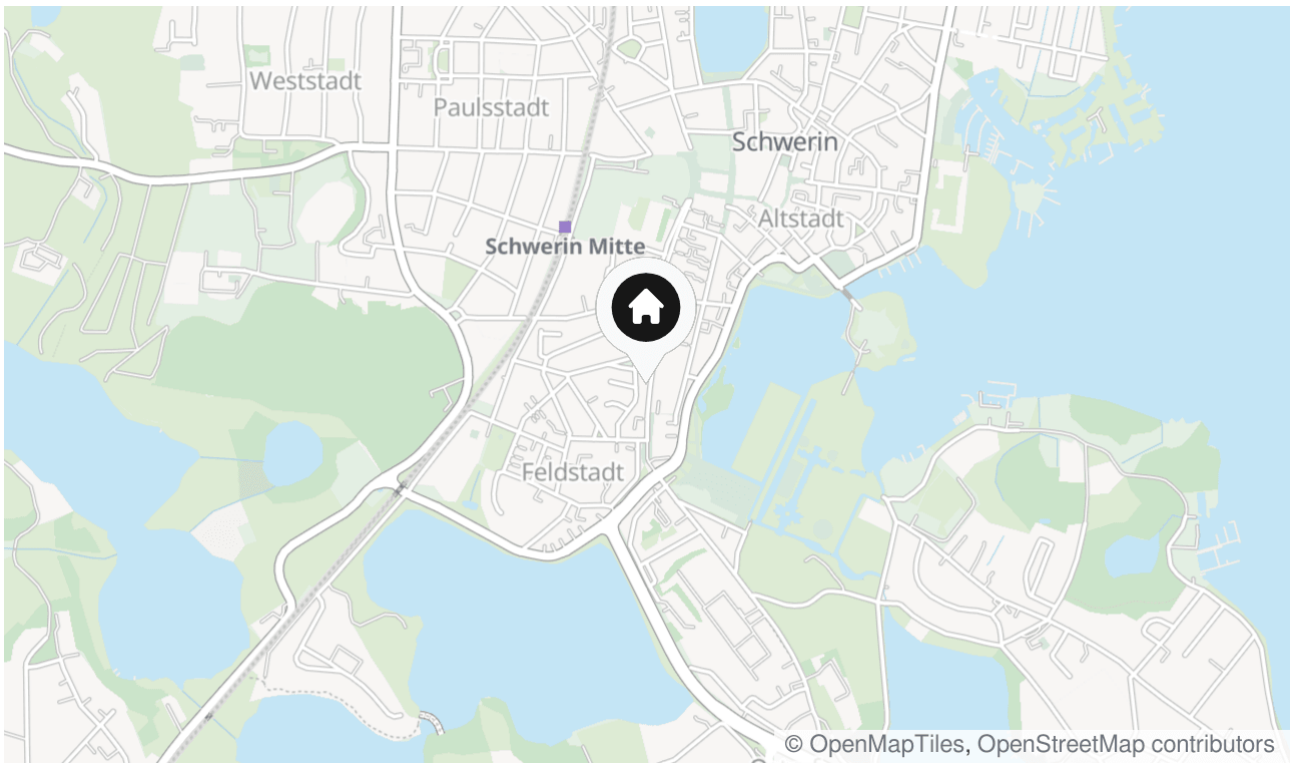 Weststadt
Paulsstadt
Schwerin
Altstadt
Schwerin Mitte
Feldstadt
© OpenMapTiles, OpenStreetMap contributors